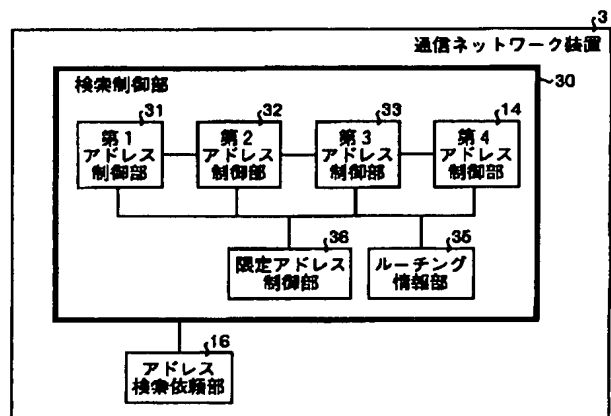 3
通信ネットワーク装置
検索制御部
30
31
第1
アドレス
制御部
32
第2
アドレス
制御部
33
第3
アドレス
制御部
14
第4
アドレス
制御部
36
限定アドレス
制御部
35
ルーチング
情報部
16
アドレス
検索依頼部